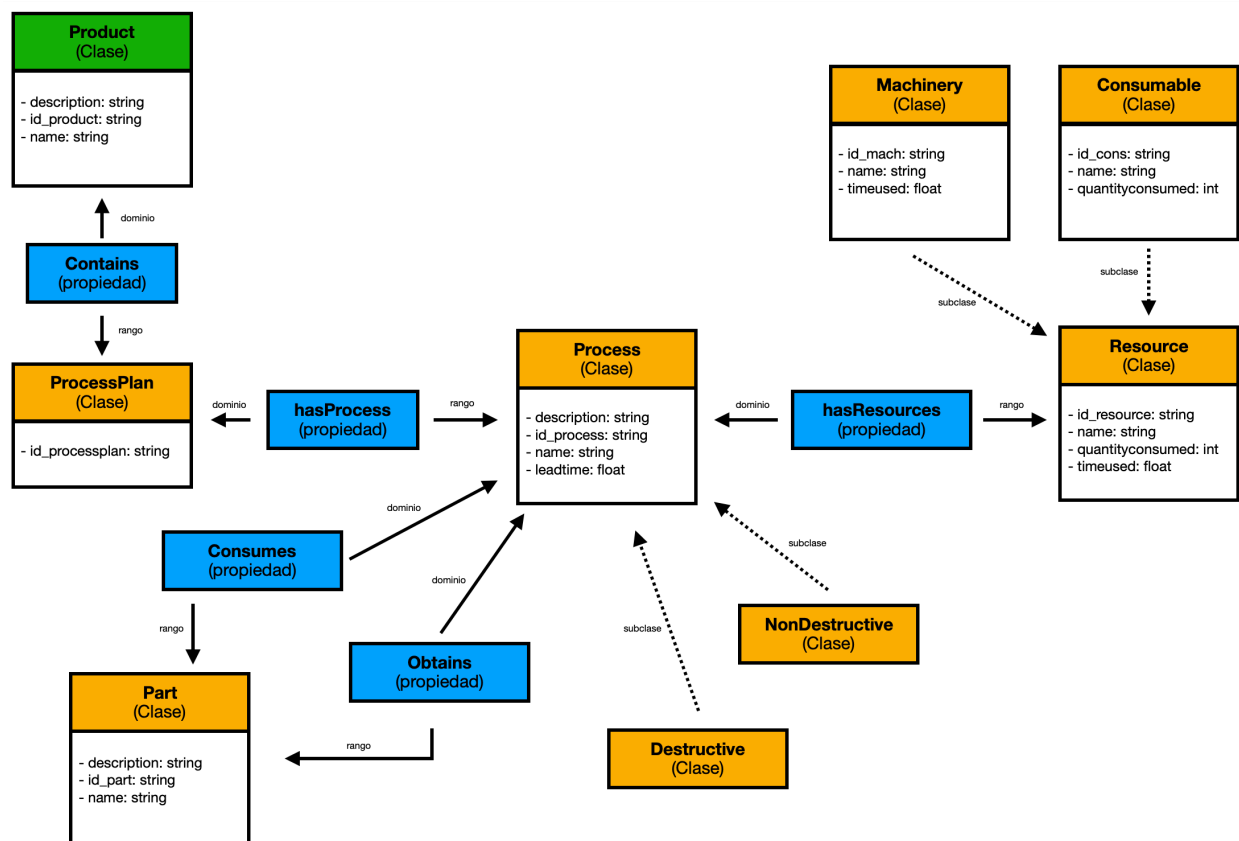 Product
(Clase)
- description: string
- id_product: string
- name: string
dominio
Contains
(propiedad)
rango
ProcessPlan
(Clase)
- id_processplan: string
dominio
hasProcess
(propiedad)
rango
Process
(Clase)
- description: string
- id_process: string
- name: string
- leadtime: float
dominio
hasResources
(propiedad)
rango
Machinery
(Clase)
- id_mach: string
- name: string
- timeused: float
subclase
Consumable
(Clase)
- id_cons: string
- name: string
- quantityconsumed: int
subclase
Resource
(Clase)
- id_resource: string
- name: string
- quantityconsumed: int
- timeused: float
dominio
Consumes
(propiedad)
rango
dominio
Obtains
(propiedad)
rango
Part
(Clase)
- description: string
- id_part: string
- name: string
subclase
Destructive
(Clase)
subclase
NonDestructive
(Clase)